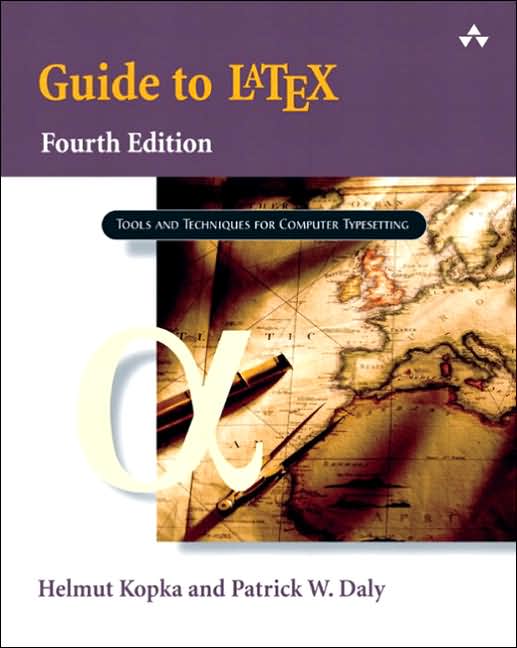 Guide to LATEX
Fourth Edition
TOOLS AND TECHNIQUES FOR COMPUTER TYPESETTING
α
Helmut Kopka and Patrick W. Daly